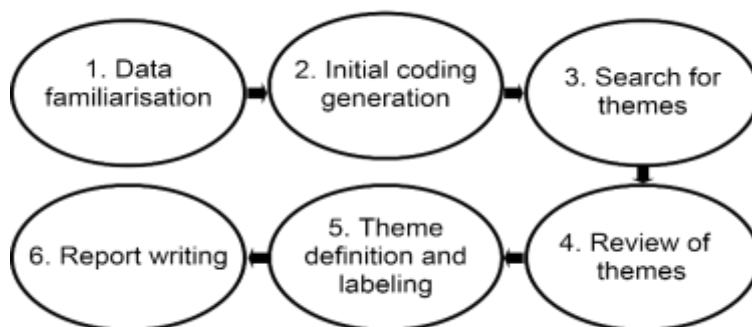 1. Data
familiarisation
2. Initial coding
generation
3. Search for
themes
4. Review of
themes
5. Theme
definition and
labeling
6. Report writing